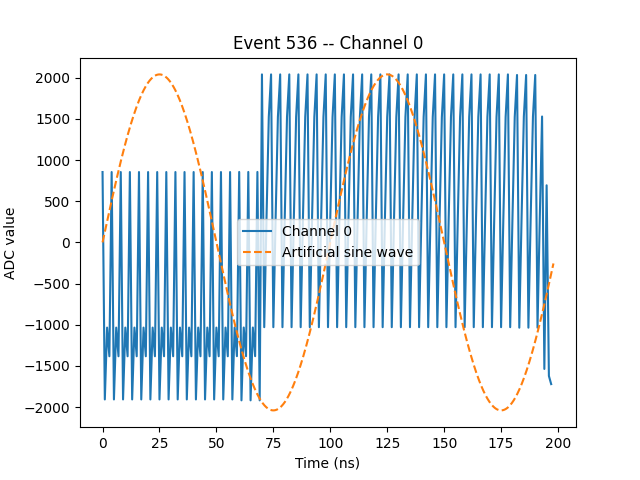 Event 536 -- Channel 0
2000
1500
1000
500
0
−500
−1000
−1500
−2000
ADC value
Channel 0
Artificial sine wave
0 25 50 75 100 125 150 175 200
Time (ns)